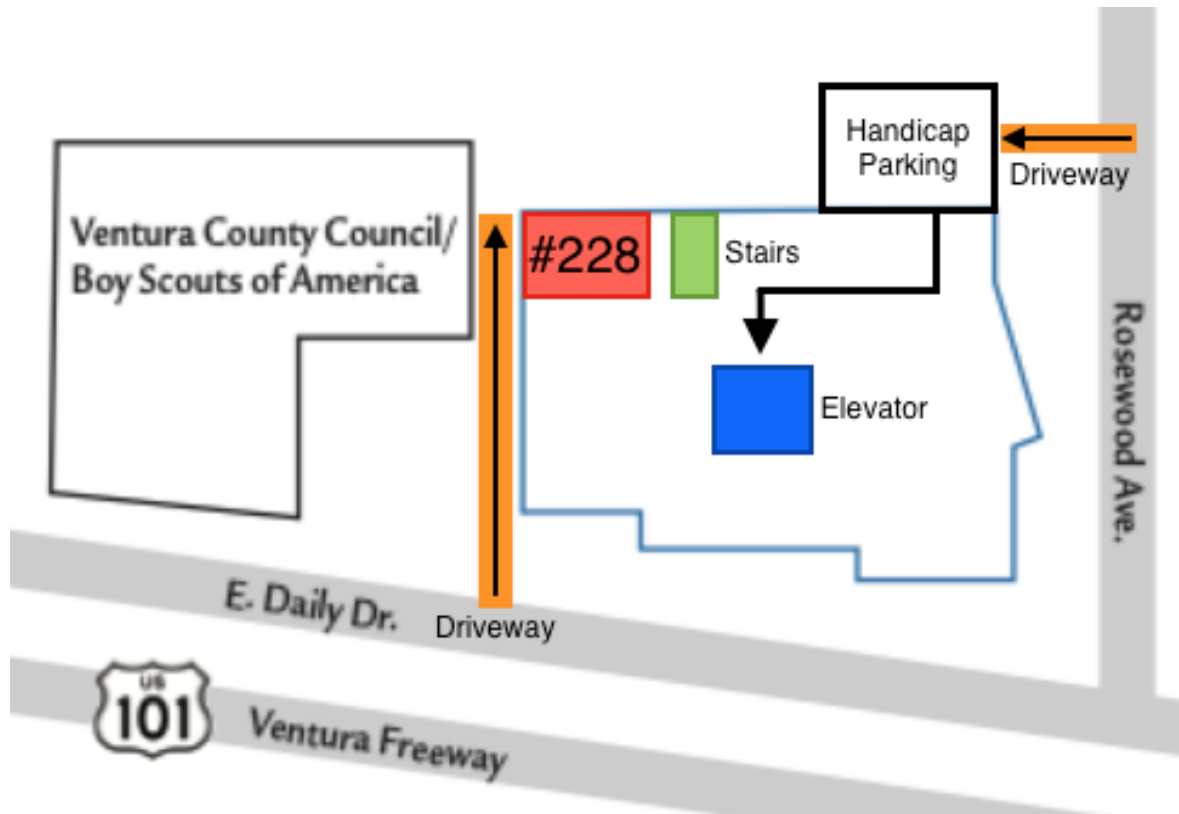 Handicap
Parking
Driveway
Ventura County Council/
Boy Scouts of America
#228
Stairs
Elevator
Rosewood Ave.
E. Daily Dr.
Driveway
US
101
Ventura Freeway